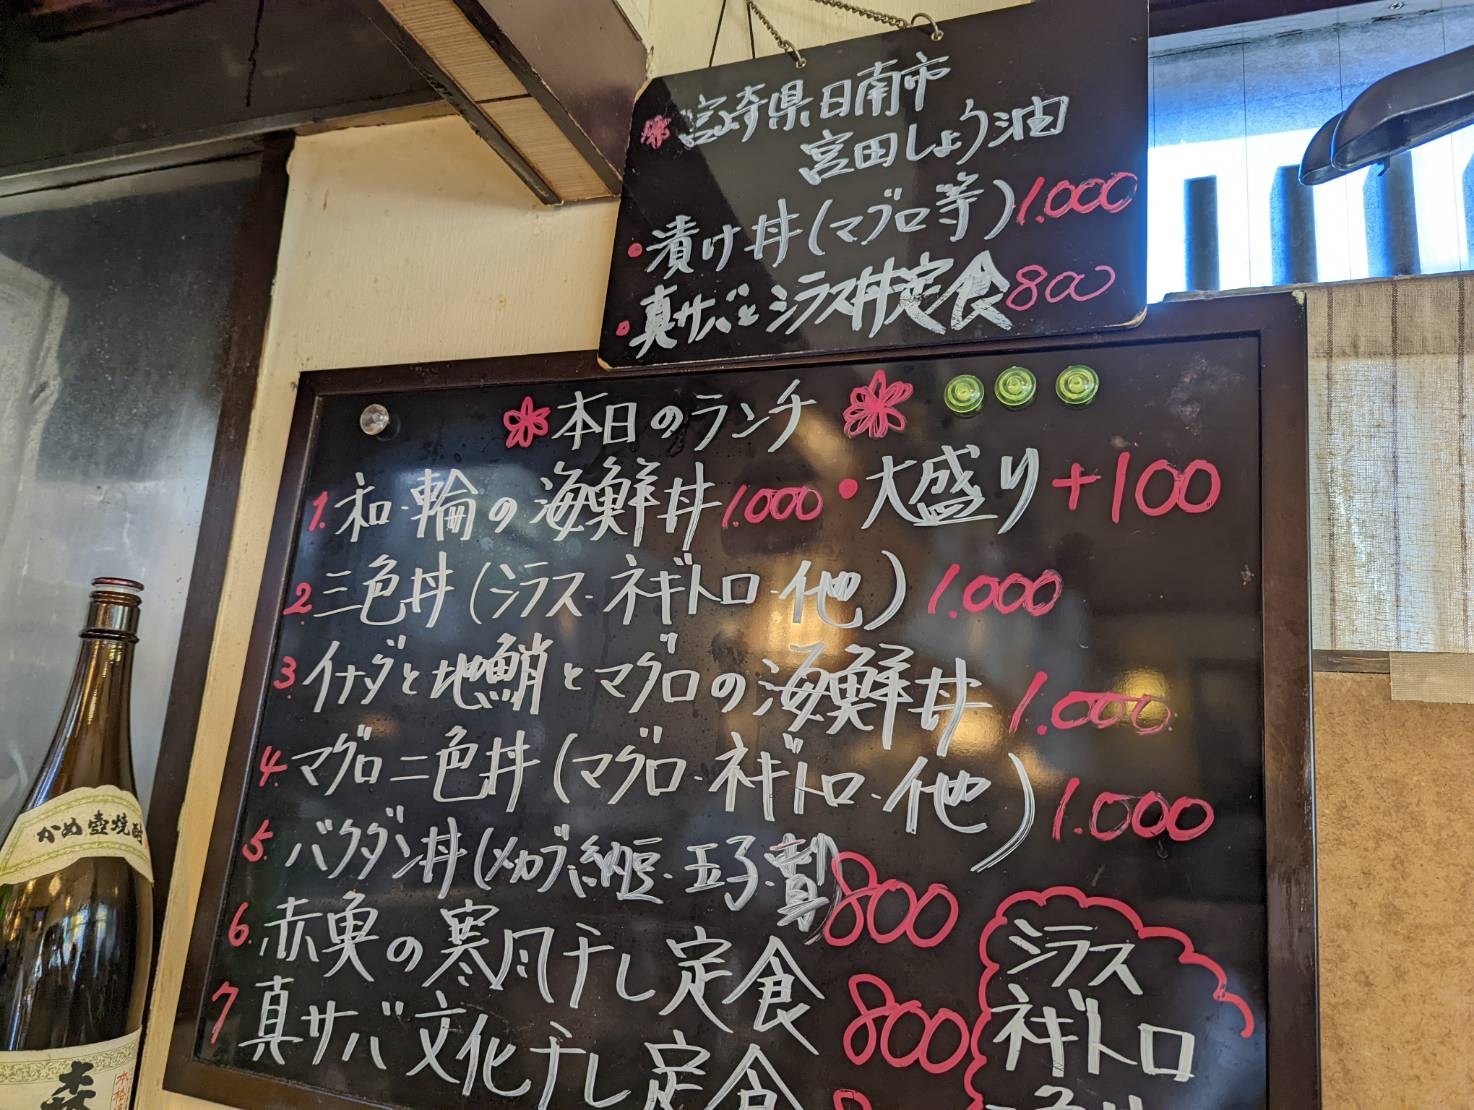 宮崎県日南市
宮田しょう油
・漬け丼(マグロ等)1.000
・真サバとシラス丼定食800
本日のランチ
1.和輪の海鮮丼1.000 ・大盛り+100
2.三色丼(シラス・ネギトロ・他)1.000
3.イナダと地鮹とマグロの海鮮丼1.000
4.マグロ二色丼(マグロ・ネギトロ・他)1.000
5.バクダン丼(メカブ・納豆・玉子・ 800
6.赤魚の寒風干し定食 800
7真サバ文化干し定食
シラス
ネギトロ
かめ壺焼酎
本格焼